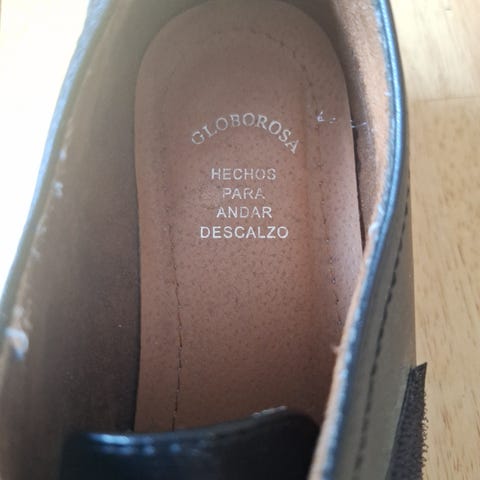 GLOBOROSA
HECHOS
PARA
ANDAR
DESCALZO